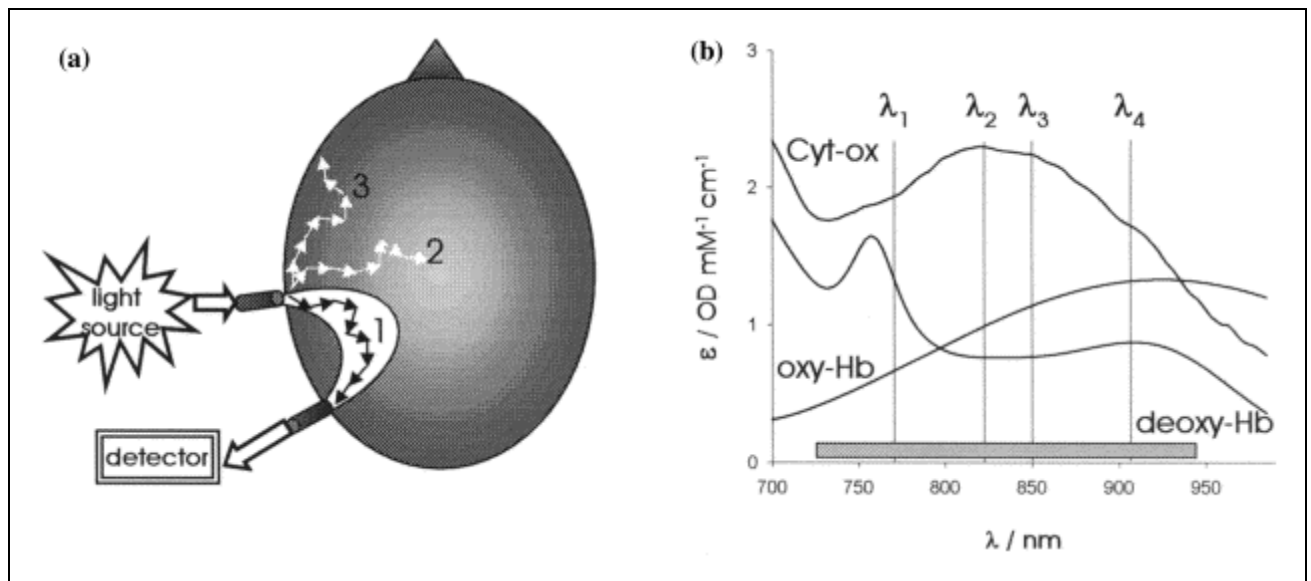 (a)
3
2
1
light
source
detector
(b)
ε / OD mM⁻¹ cm⁻¹
3
2
1
0
λ₁ λ₂ λ₃ λ₄
Cyt-ox
oxy-Hb
deoxy-Hb
700 750 800 850 900 950
λ / nm